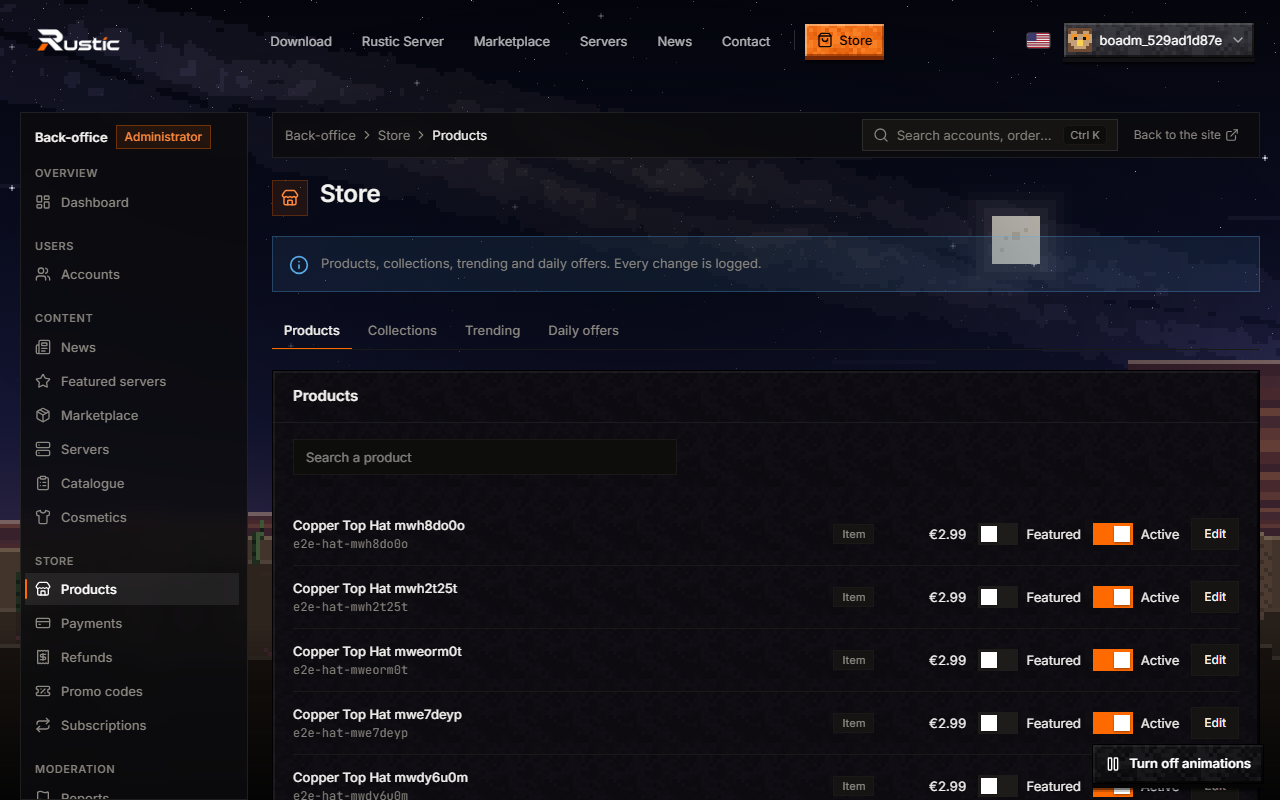 Rustic
Download
Rustic Server
Marketplace
Servers
News
Contact
Store
boadm_529ad1d87e
Back-office
Administrator
OVERVIEW
Dashboard
USERS
Accounts
CONTENT
News
Featured servers
Marketplace
Servers
Catalogue
Cosmetics
STORE
Products
Payments
Refunds
Promo codes
Subscriptions
MODERATION
Reports
Back-office > Store > Products
Search accounts, order...
Ctrl K
Back to the site
Store
Products, collections, trending and daily offers. Every change is logged.
Products
Collections
Trending
Daily offers
Products
Search a product
Copper Top Hat mwh8do0o
e2e-hat-mwh8do0o
Item €2.99 Featured Active Edit
Copper Top Hat mwh2t25t
e2e-hat-mwh2t25t
Item €2.99 Featured Active Edit
Copper Top Hat mweorm0t
e2e-hat-mweorm0t
Item €2.99 Featured Active Edit
Copper Top Hat mwe7deyp
e2e-hat-mwe7deyp
Item €2.99 Featured Active Edit
Copper Top Hat mwdy6u0m
e2e-hat-mwdy6u0m
Item €2.99 Featured Active Edit
Turn off animations